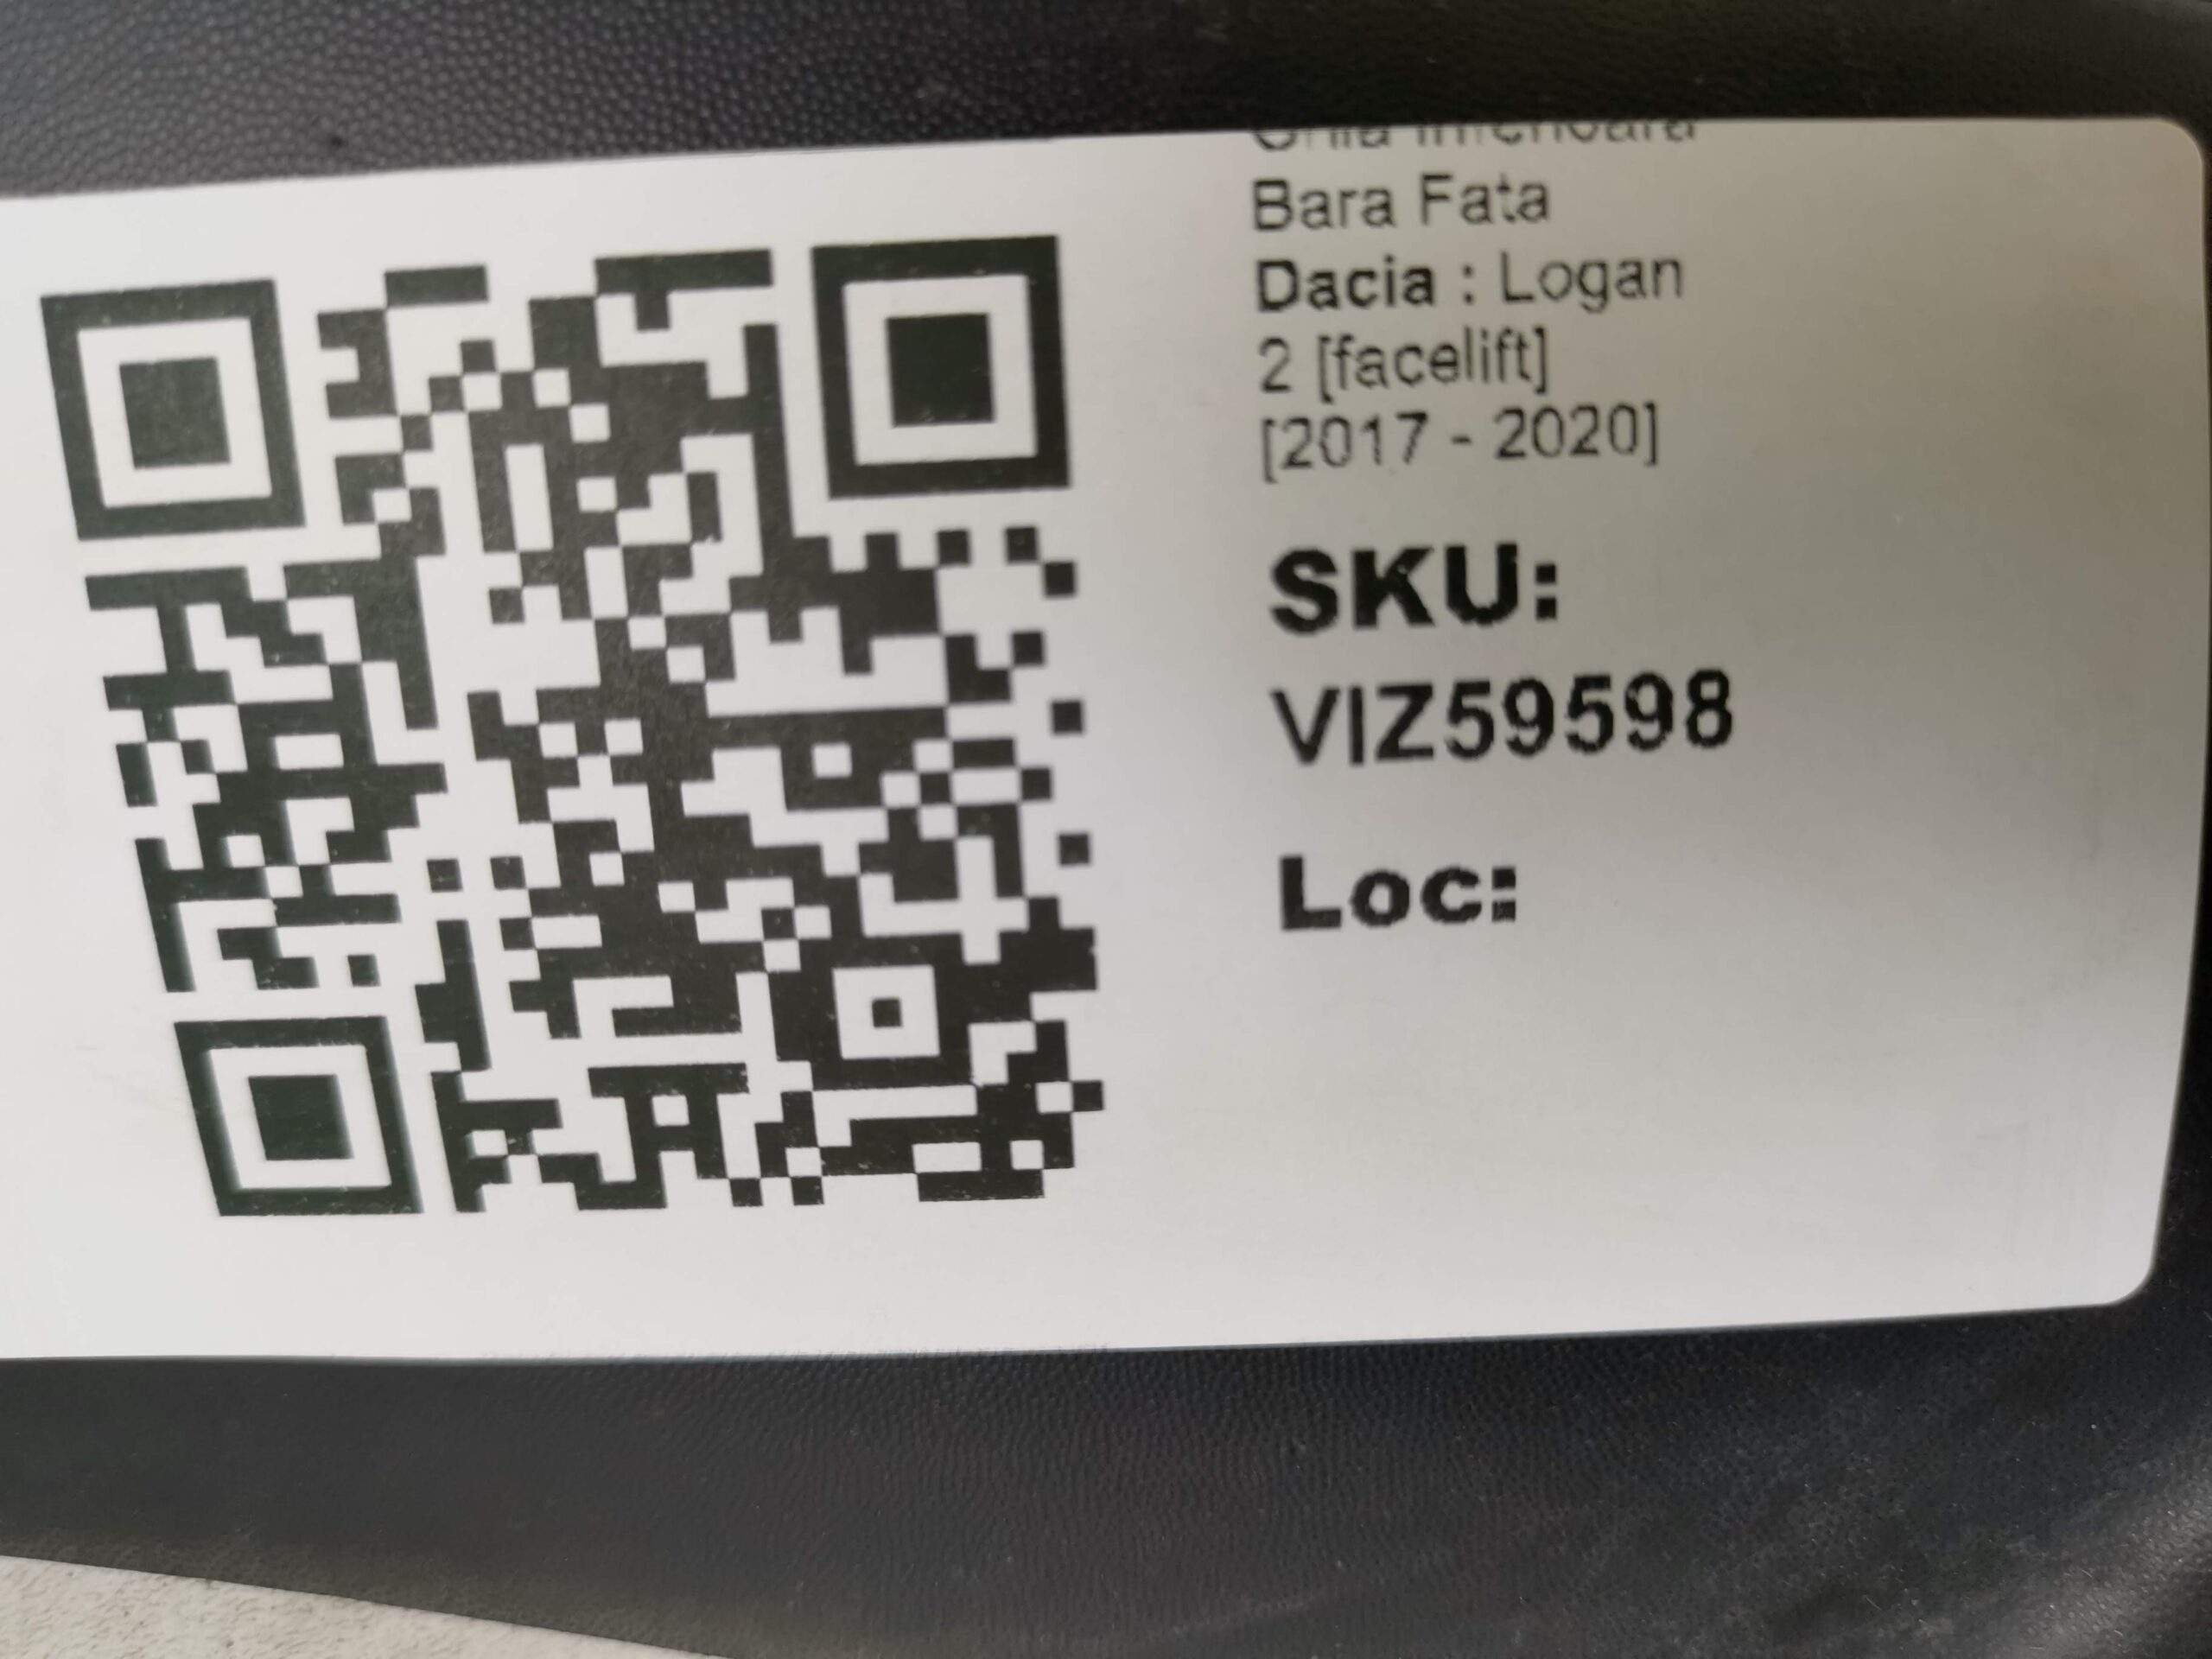 Bara Fata
Dacia : Logan
2 [facelift]
[2017 - 2020]
SKU:
VIZ59598
Loc: